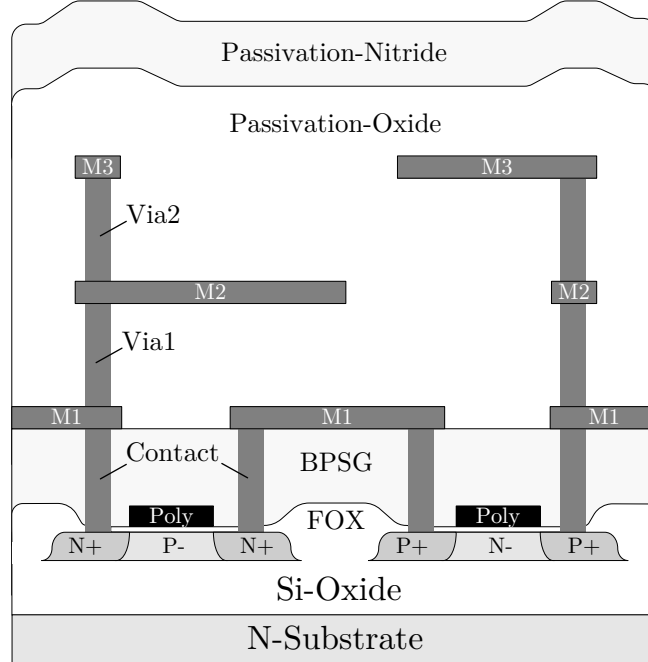 Passivation-Nitride
Passivation-Oxide
M3 M3
Via2
M2 M2
Via1
M1 M1 M1
Contact BPSG
Poly FOX Poly
N+ P- N+ P+ N- P+
Si-Oxide
N-Substrate